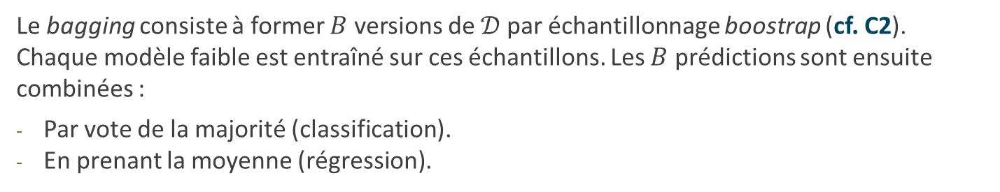 Le bagging consiste à former B versions de 𝒟 par échantillonnage boostrap (cf. C2).
Chaque modèle faible est entraîné sur ces échantillons. Les B prédictions sont ensuite
combinées :
- Par vote de la majorité (classification).
- En prenant la moyenne (régression).